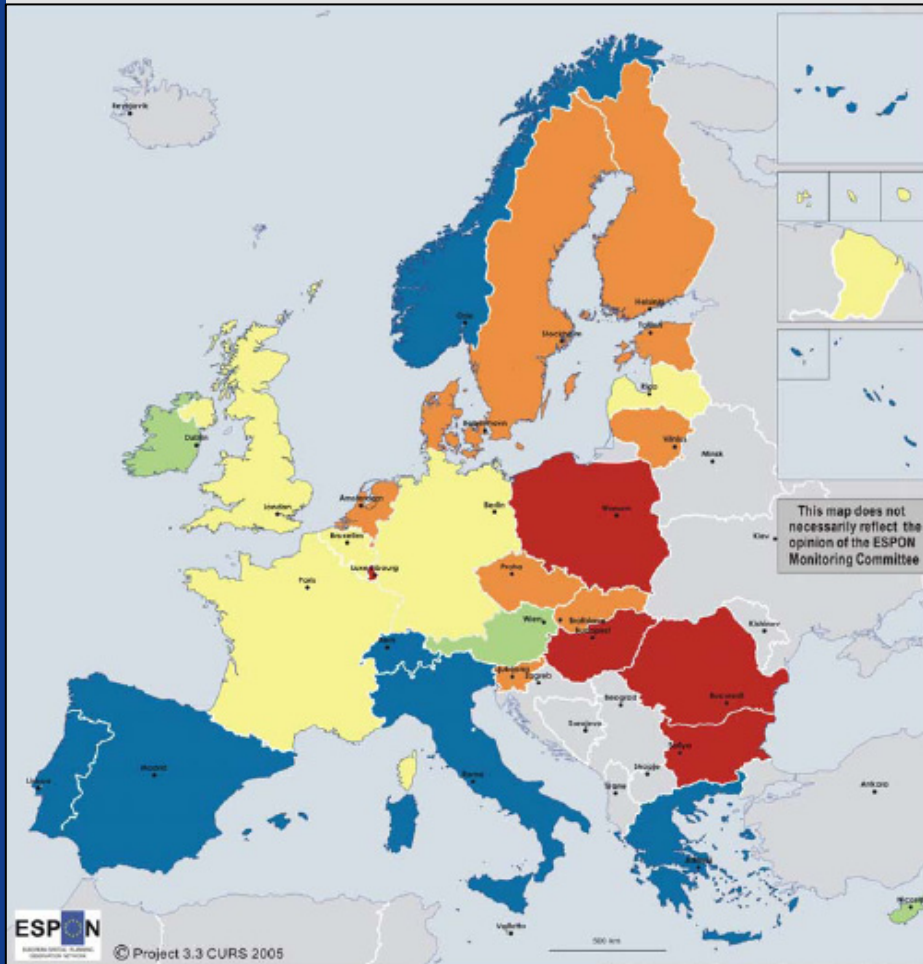 Reykjavik
Oslo
Helsinki
Tallinn
Stockholm
Riga
Dublin
Vilnius
Minsk
Amsterdam
London
Berlin
Warsaw
Bruxelles
This map does not
necessarily reflect the
opinion of the ESPON
Monitoring Committee
Kiev
Luxembourg
Praha
Paris
Wien
Bratislava
Budapest
Kishinev
Bern
Ljubljana
Zagreb
Beograd
Bucuresti
Sarajevo
Sofiya
Skopje
Lisboa
Madrid
Roma
Tirane
Ankara
Nicosia
Valletta
500 km
ESPON
© Project 3.3 CURS 2005